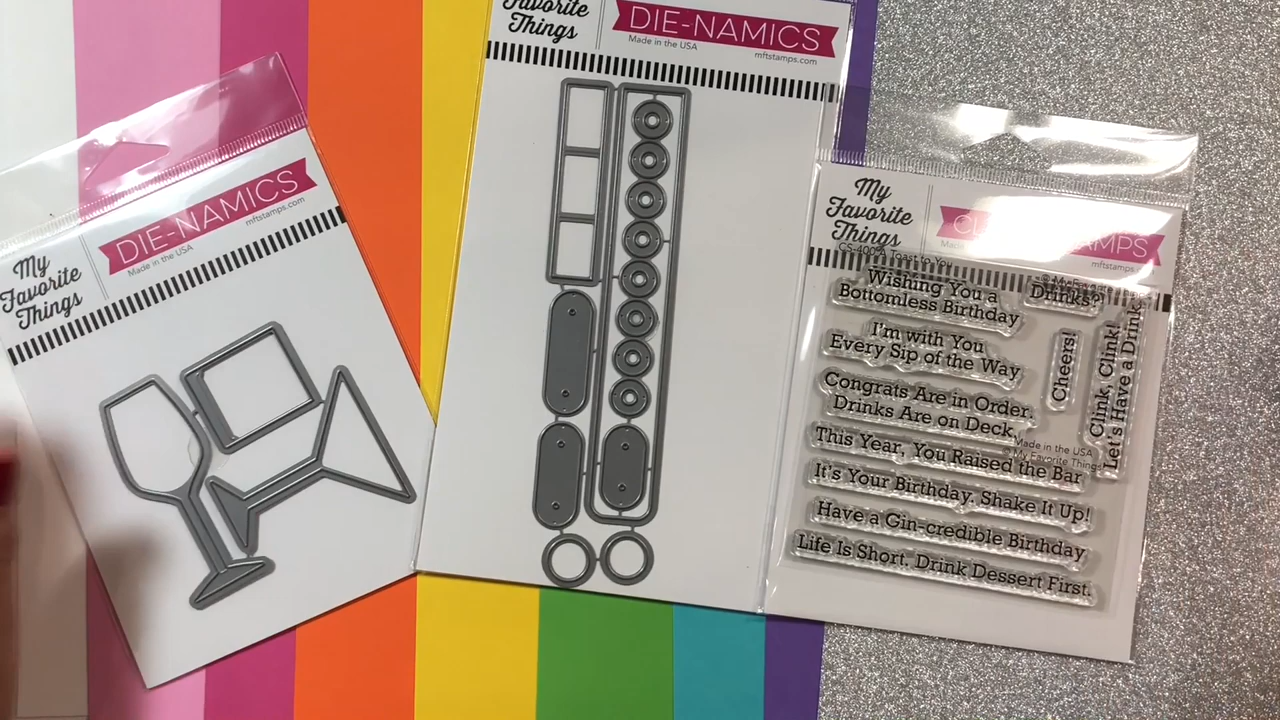 My
Favorite
Things
DIE-NAMICS
Made in the USA
mftstamps.com
Favorite
Things
DIE-NAMICS
Made in the USA
mftstamps.com
My
Favorite
Things
mftstamps.com
A Toast to You
Wishing You a
Bottomless Birthday
Drinks?
I'm with You
Every Sip of the Way
Cheers!
Clink, Clink!
Let's Have a Drink
Congrats Are in Order.
Drinks Are on Deck.
Made in the USA
My Favorite Things
This Year, You Raised the Bar
It's Your Birthday. Shake It Up!
Have a Gin-credible Birthday
Life Is Short. Drink Dessert First.